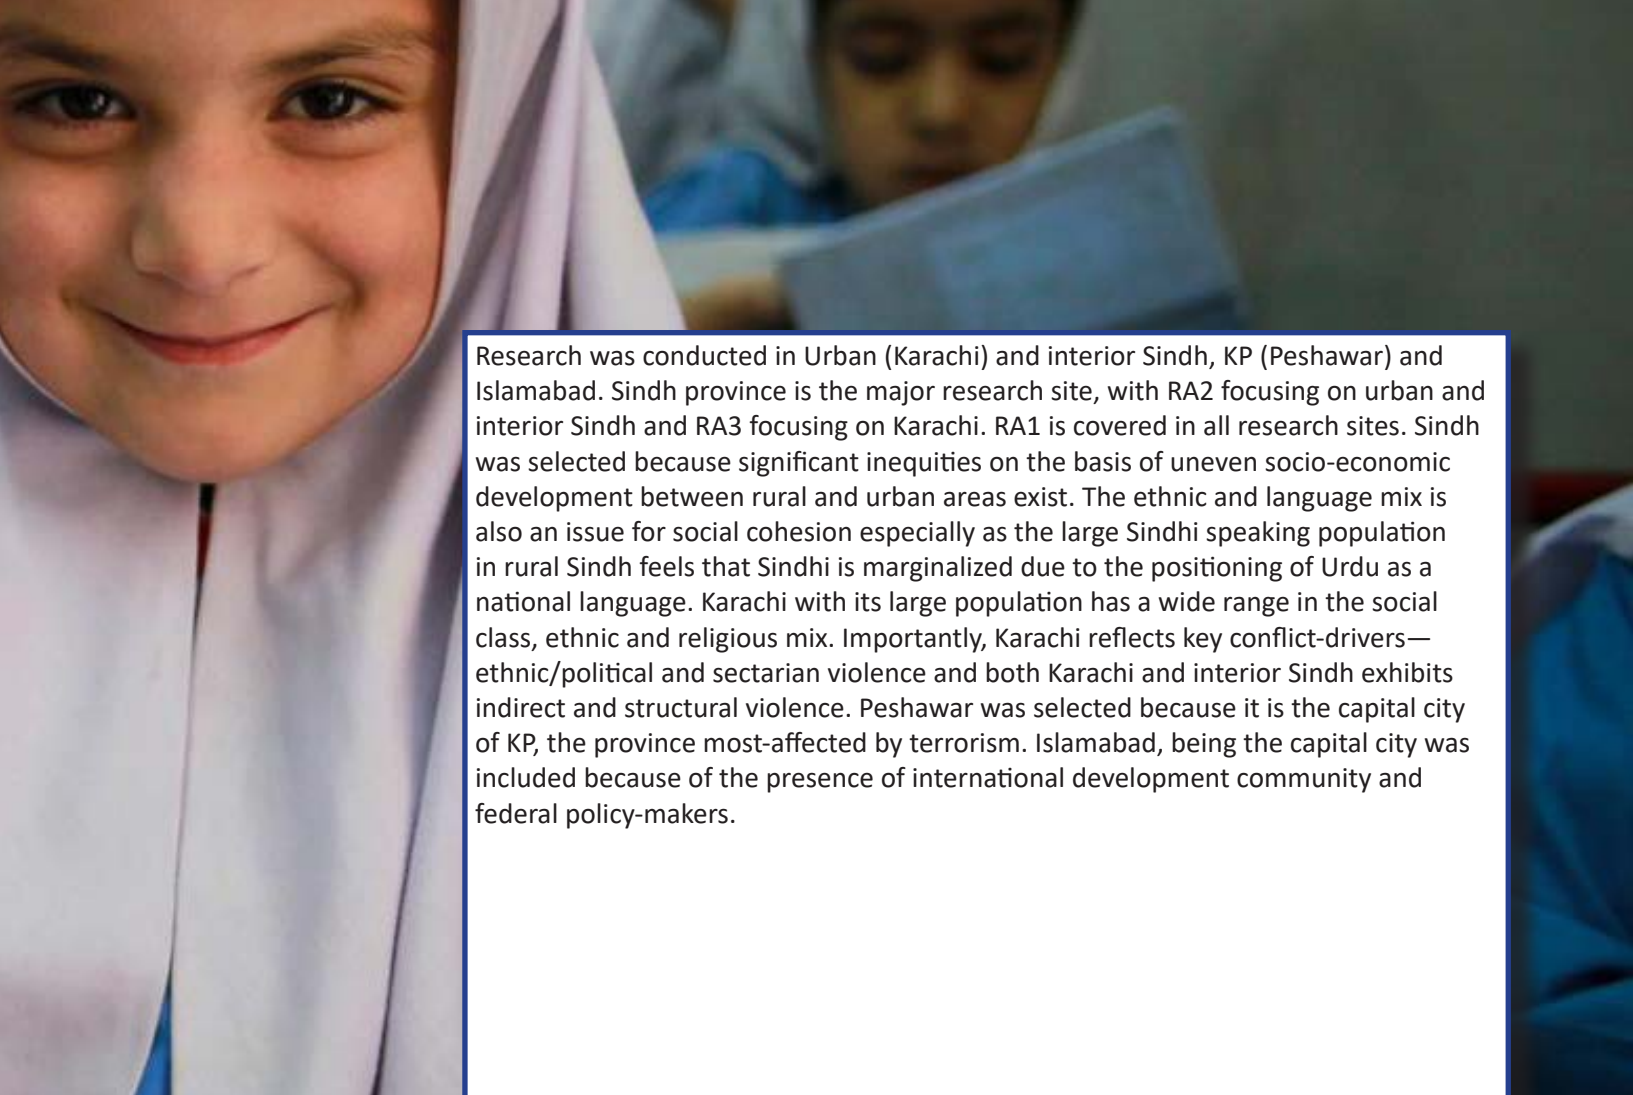 Research was conducted in Urban (Karachi) and interior Sindh, KP (Peshawar) and
Islamabad. Sindh province is the major research site, with RA2 focusing on urban and
interior Sindh and RA3 focusing on Karachi. RA1 is covered in all research sites. Sindh
was selected because significant inequities on the basis of uneven socio-economic
development between rural and urban areas exist. The ethnic and language mix is
also an issue for social cohesion especially as the large Sindhi speaking population
in rural Sindh feels that Sindhi is marginalized due to the positioning of Urdu as a
national language. Karachi with its large population has a wide range in the social
class, ethnic and religious mix. Importantly, Karachi reflects key conflict-drivers—
ethnic/political and sectarian violence and both Karachi and interior Sindh exhibits
indirect and structural violence. Peshawar was selected because it is the capital city
of KP, the province most-affected by terrorism. Islamabad, being the capital city was
included because of the presence of international development community and
federal policy-makers.